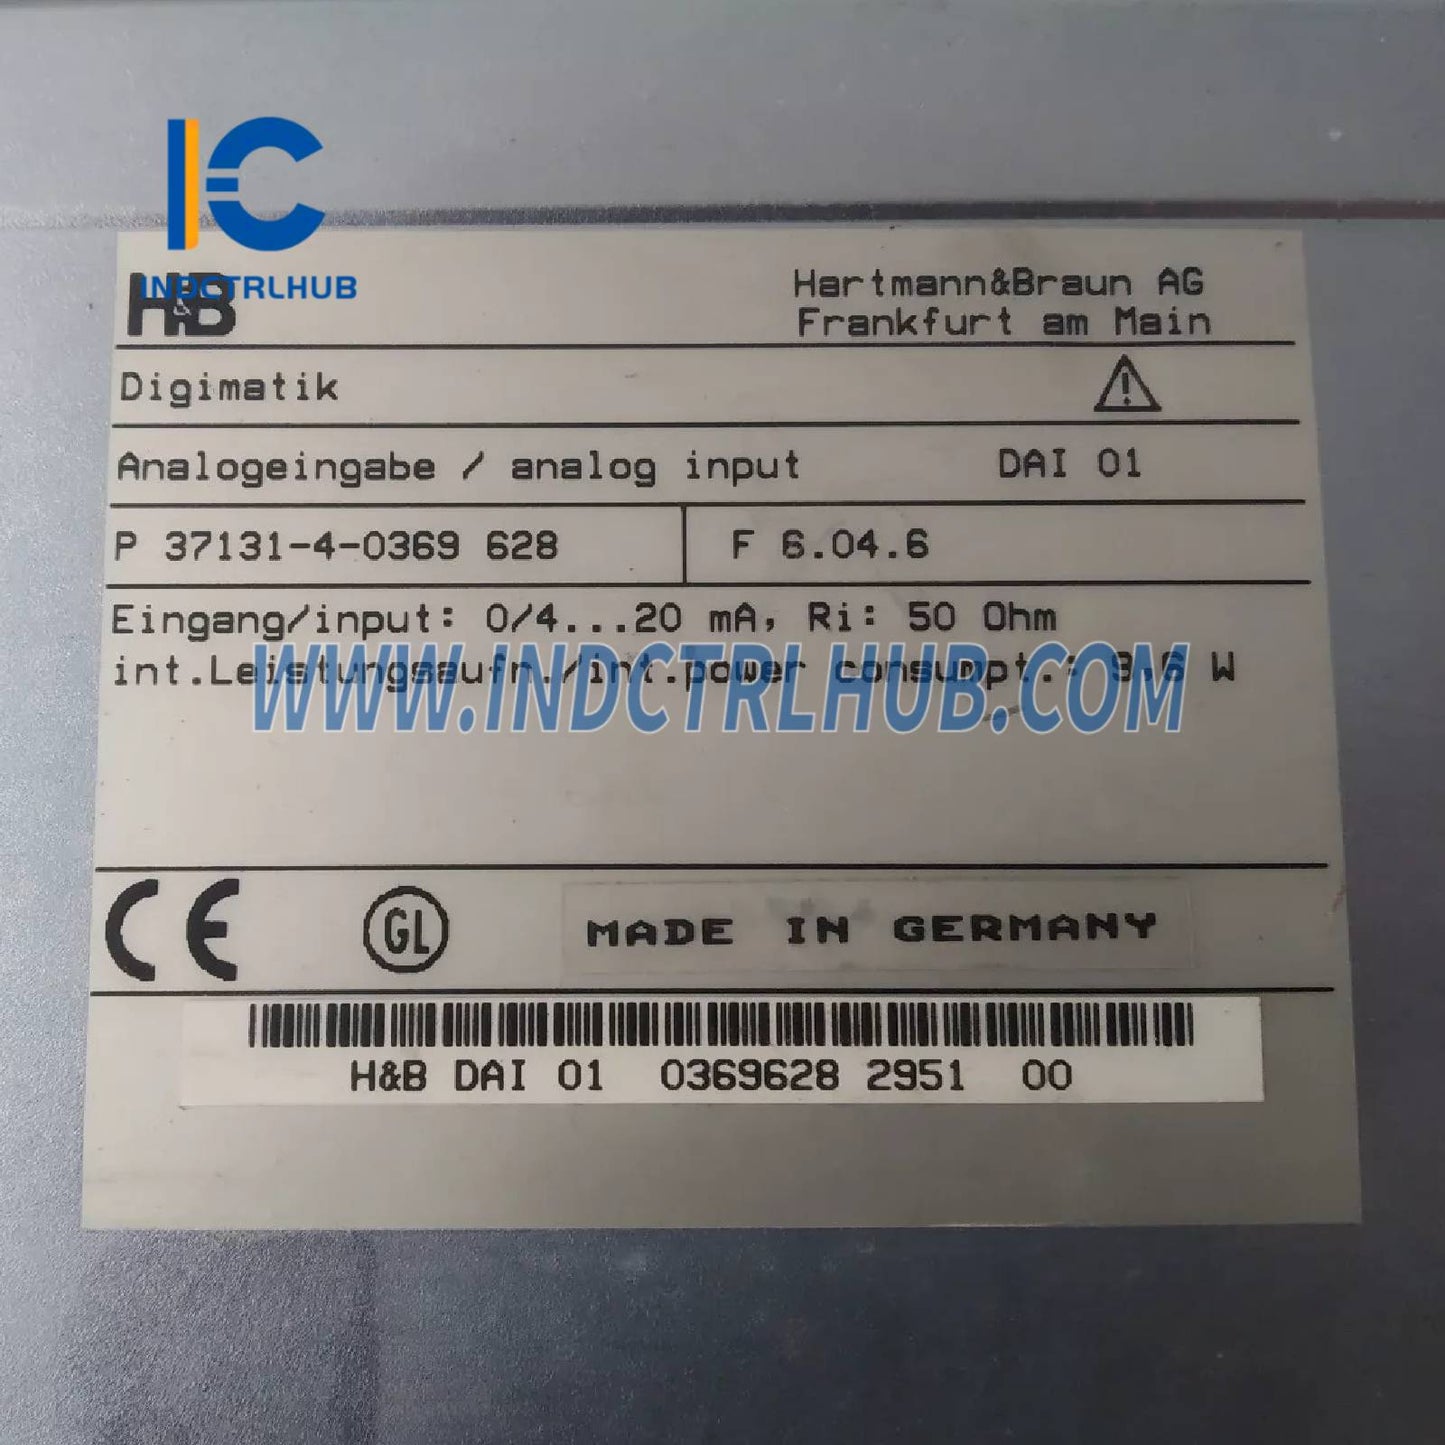 INDCTRLHUB
H&B
Hartmann&Braun AG
Frankfurt am Main
Digimatik
Analogeingabe / analog input DAI 01
P 37131-4-0369 628 F 6.04.6
Eingang/input: 0/4...20 mA, Ri: 50 Ohm
int.Leistungsaufn./int.power consumpt.: 9,6 W
WWW.INDCTRLHUB.COM
CE GL MADE IN GERMANY
H&B DAI 01 0369628 2951 00